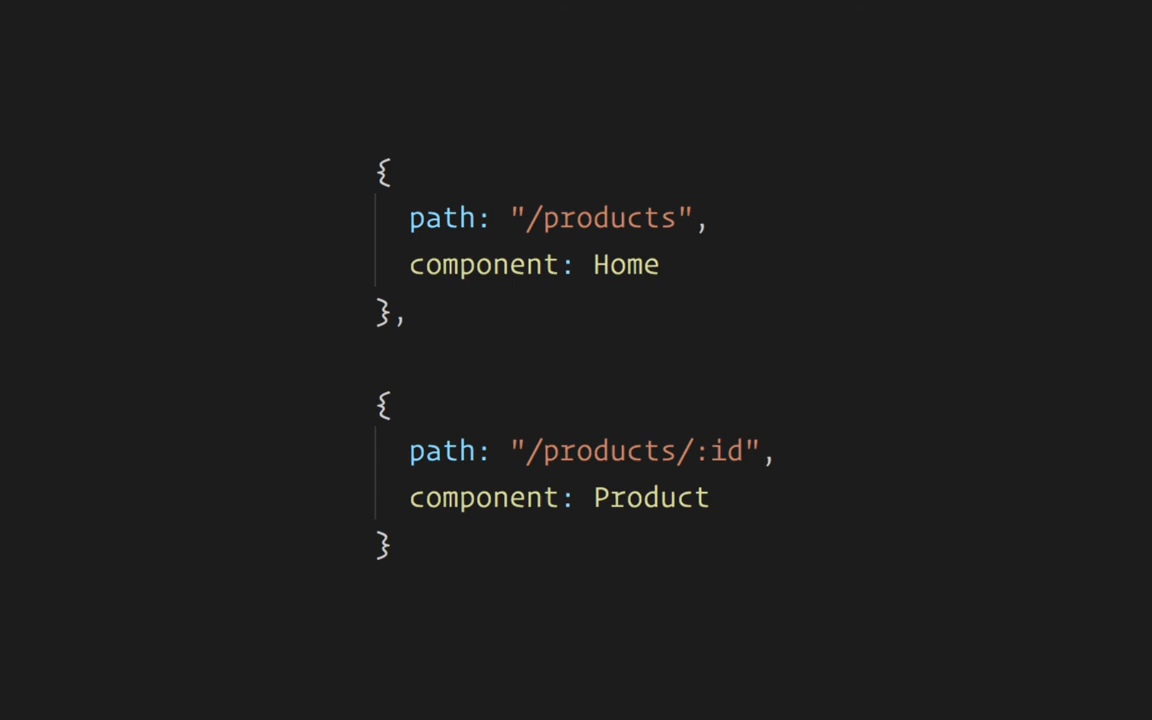 {
path: "/products",
component: Home
},
{
path: "/products/:id",
component: Product
}